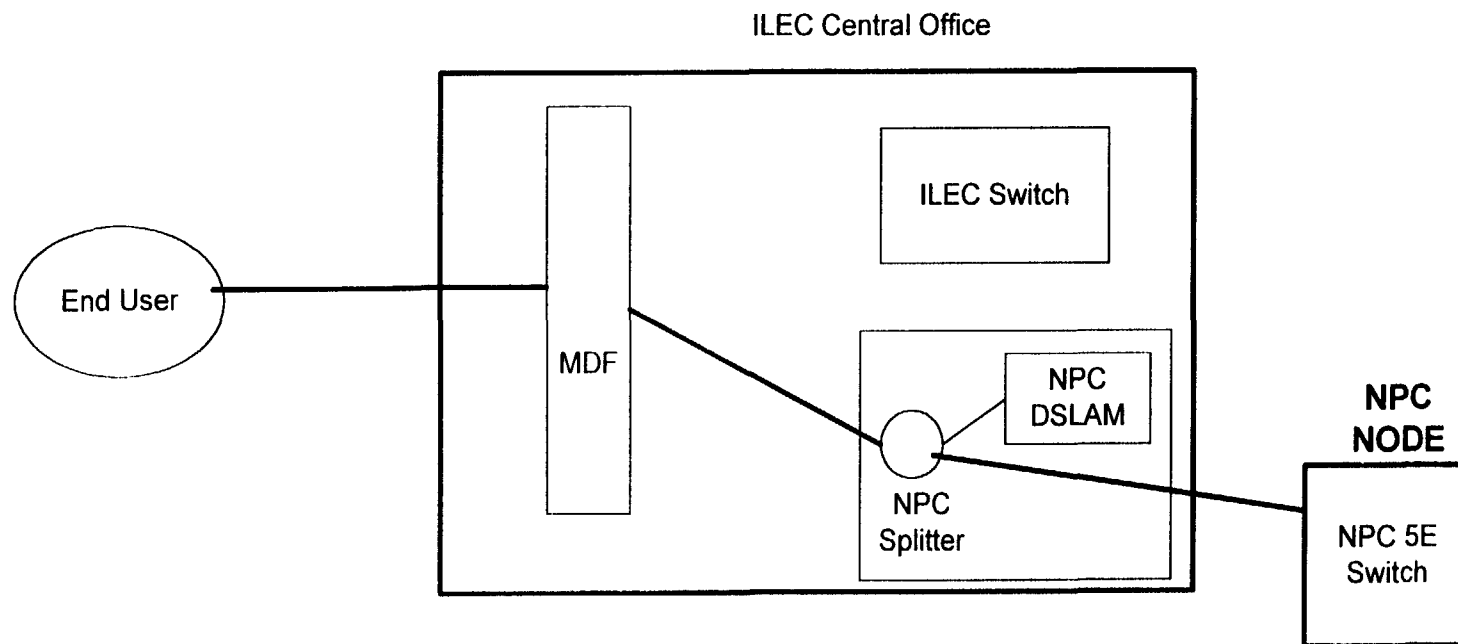 ILEC Central Office
ILEC Switch
End User
MDF
NPC
DSLAM
NPC
Splitter
NPC
NODE
NPC 5E
Switch